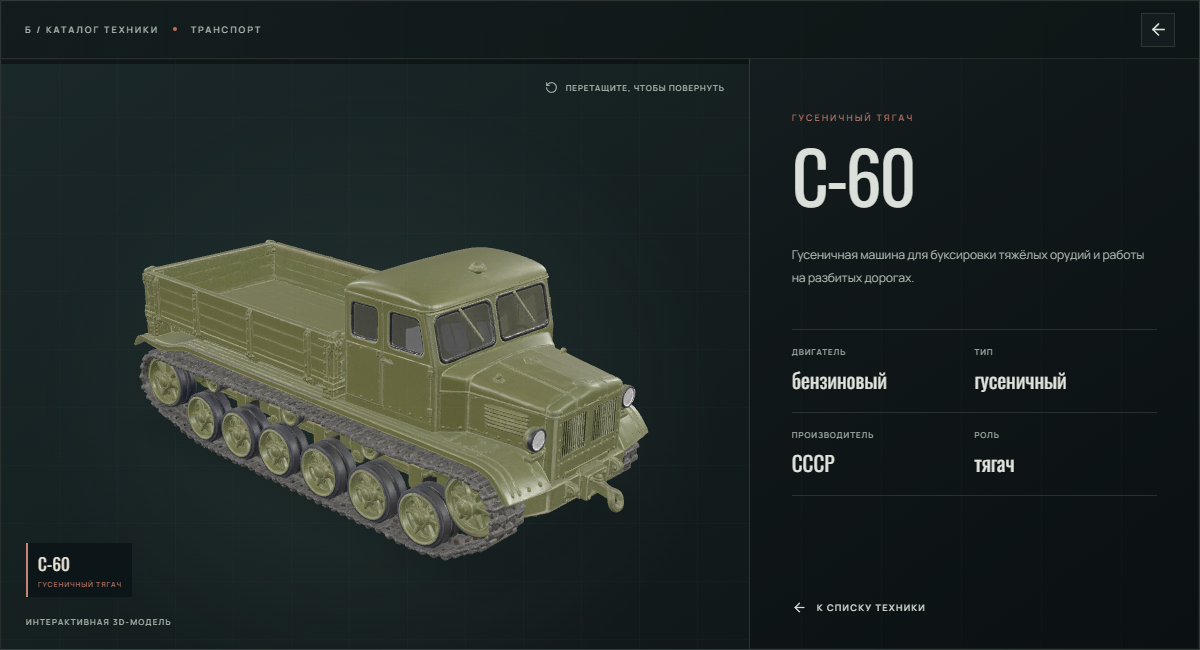 Б / КАТАЛОГ ТЕХНИКИ • ТРАНСПОРТ
ПЕРЕТАЩИТЕ, ЧТОБЫ ПОВЕРНУТЬ
ГУСЕНИЧНЫЙ ТЯГАЧ
С-60
Гусеничная машина для буксировки тяжёлых орудий и работы
на разбитых дорогах.
ДВИГАТЕЛЬ
бензиновый
ТИП
гусеничный
ПРОИЗВОДИТЕЛЬ
СССР
РОЛЬ
тягач
С-60
ГУСЕНИЧНЫЙ ТЯГАЧ
ИНТЕРАКТИВНАЯ 3D-МОДЕЛЬ
К СПИСКУ ТЕХНИКИ